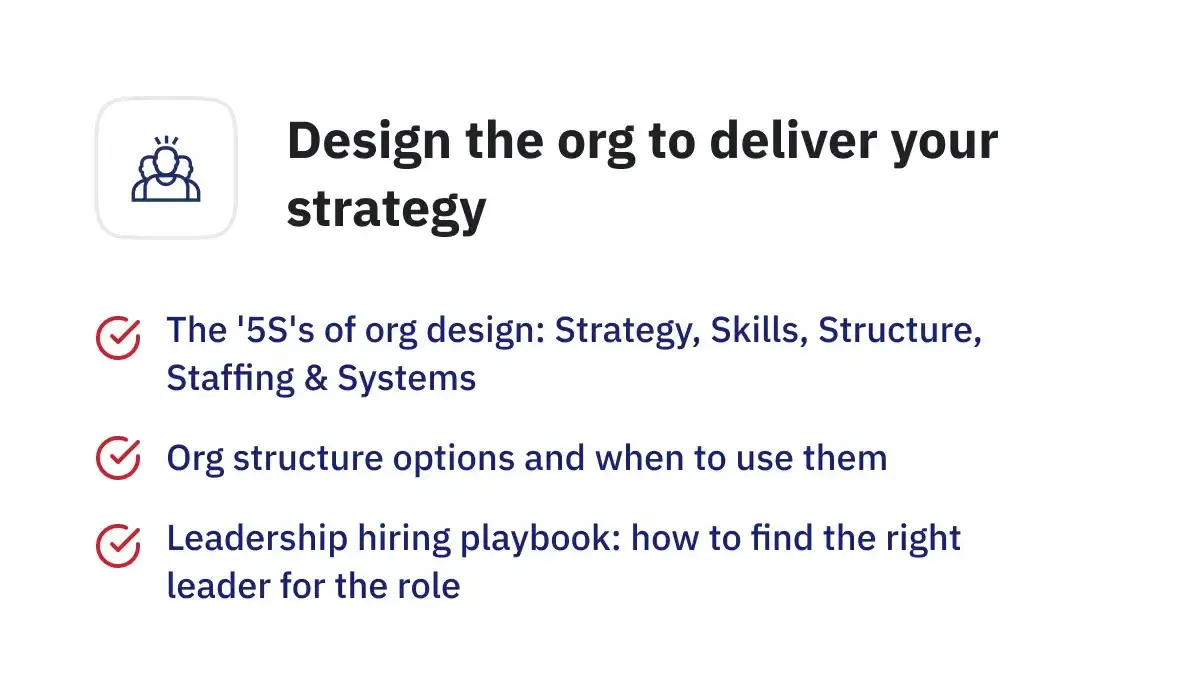 Design the org to deliver your
strategy
The '5S's of org design: Strategy, Skills, Structure,
Staffing & Systems
Org structure options and when to use them
Leadership hiring playbook: how to find the right
leader for the role